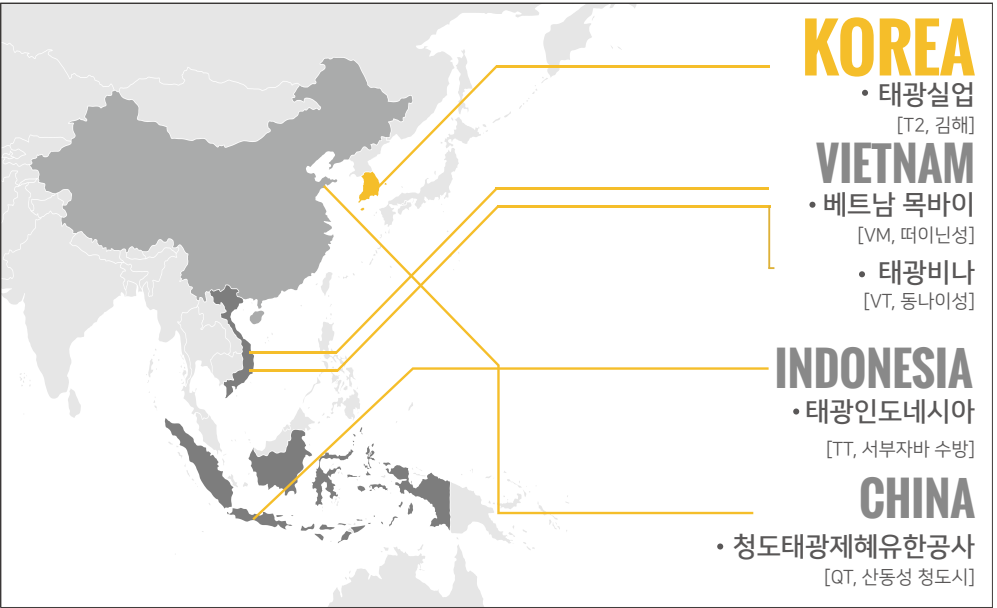 KOREA
• 태광실업
[T2, 김해]
VIETNAM
• 베트남 목바이
[VM, 떠이닌성]
• 태광비나
[VT, 동나이성]
INDONESIA
• 태광인도네시아
[TT, 서부자바 수방]
CHINA
• 청도태광제혜유한공사
[QT, 산동성 청도시]